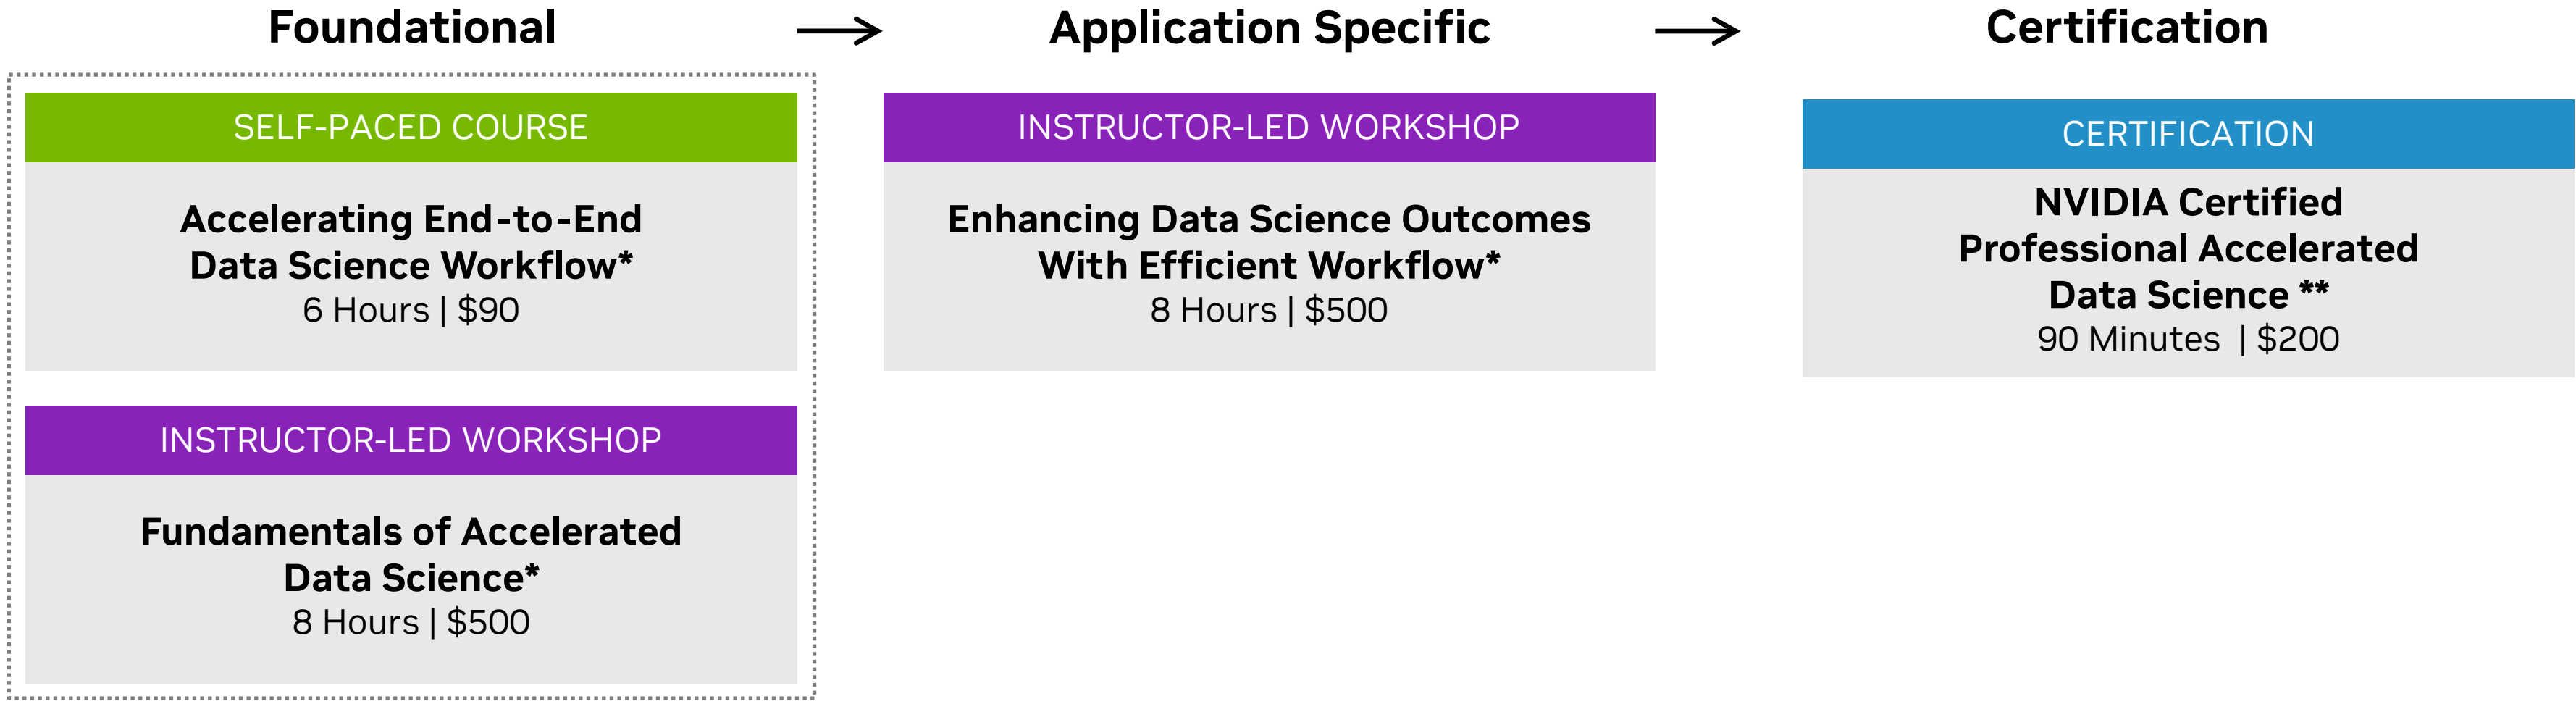 Foundational
SELF-PACED COURSE
Accelerating End-to-End
Data Science Workflow*
6 Hours | $90
INSTRUCTOR-LED WORKSHOP
Fundamentals of Accelerated
Data Science*
8 Hours | $500
Application Specific
INSTRUCTOR-LED WORKSHOP
Enhancing Data Science Outcomes
With Efficient Workflow*
8 Hours | $500
Certification
CERTIFICATION
NVIDIA Certified
Professional Accelerated
Data Science **
90 Minutes | $200